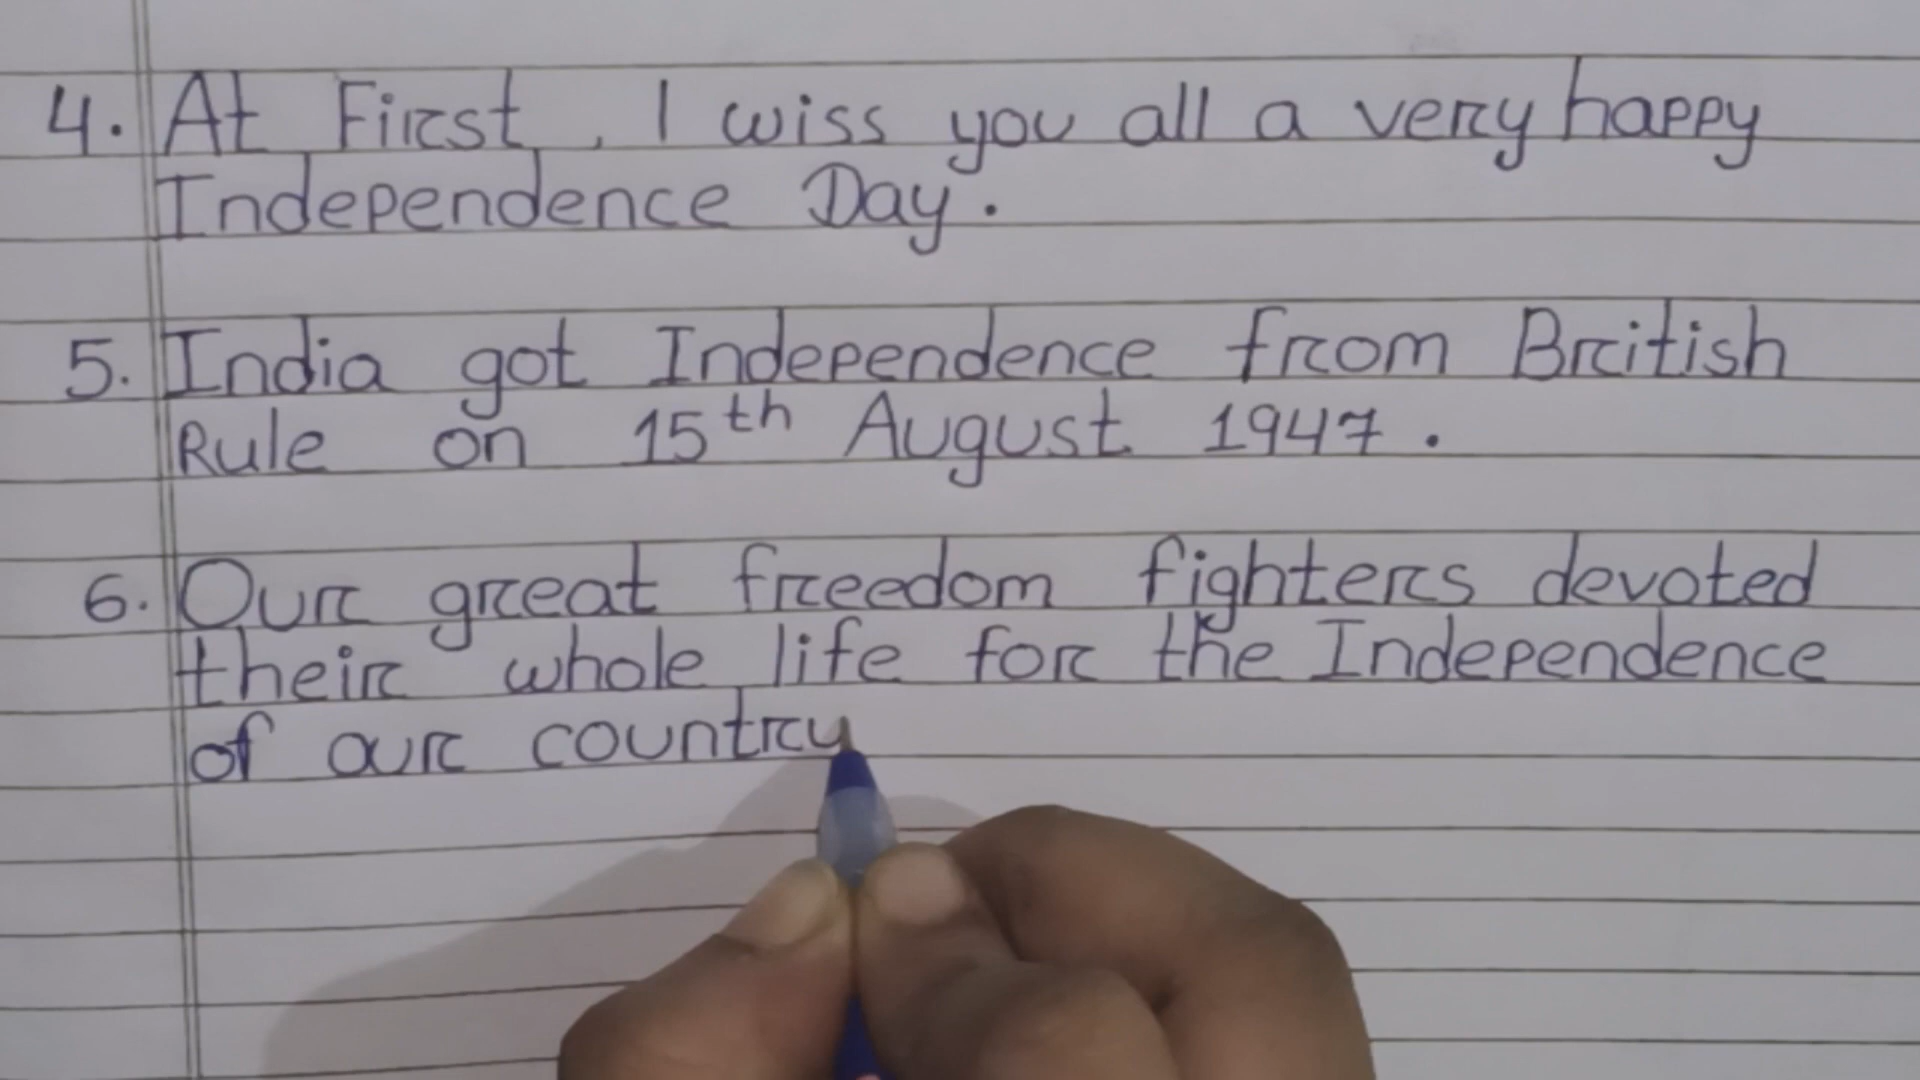 4. At First, I wiss you all a very happy
Independence Day.
5. India got Independence from British
Rule on 15th August 1947.
6. Our great freedom fighters devoted
their whole life for the Independence
of our country